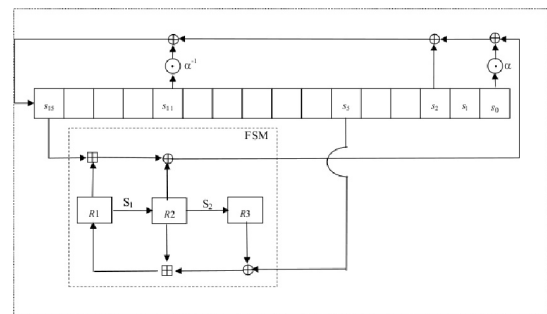 α⁻¹
α
s₁₅ s₁₁ s₅ s₂ s₁ s₀
FSM
R1 S₁ R2 S₂ R3